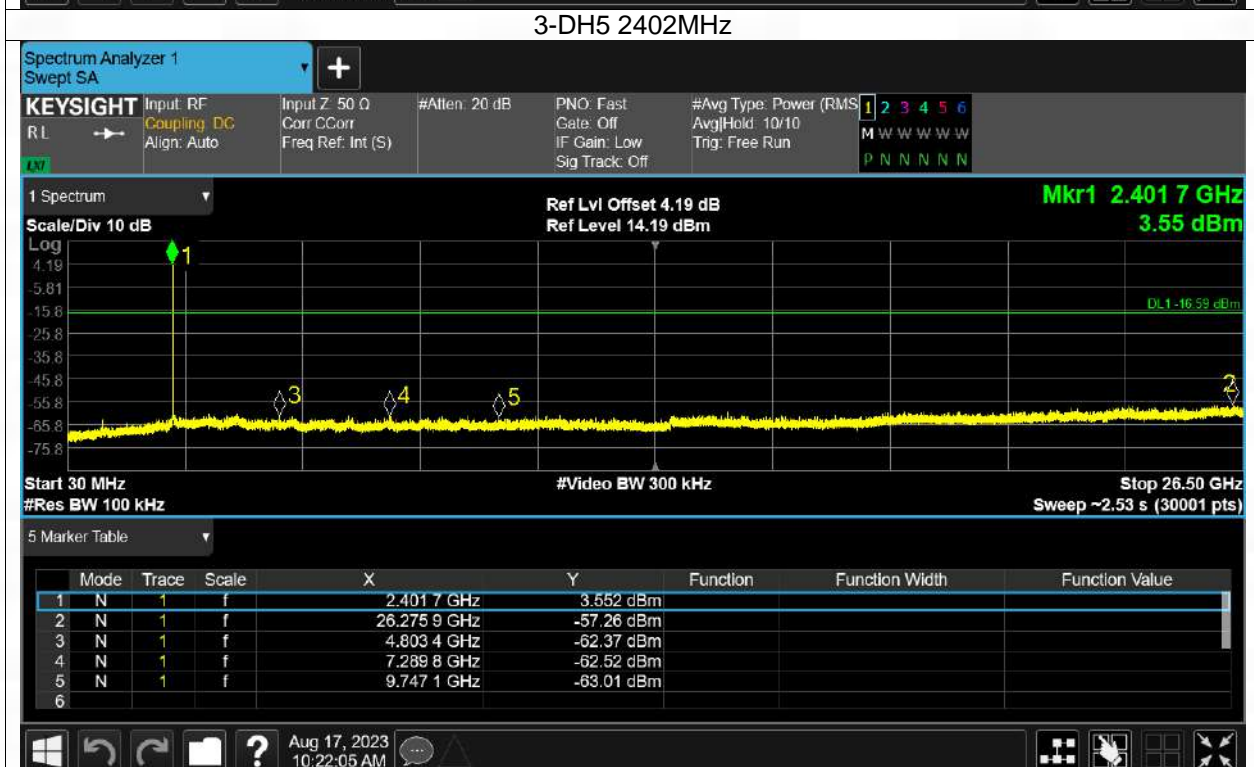 3-DH5 2402MHz
Spectrum Analyzer 1
Swept SA
+
KEYSIGHT Input: RF Input Z: 50 Ω #Atten: 20 dB PNO: Fast #Avg Type: Power (RMS 1 2 3 4 5 6
RL Coupling: DC Corr CCorr Gate: Off Avg|Hold: 10/10 M W W W W W
Align: Auto Freq Ref: Int (S) IF Gain: Low Trig: Free Run
LXI Sig Track: Off P N N N N N
1 Spectrum Ref Lvl Offset 4.19 dB Mkr1 2.401 7 GHz
Scale/Div 10 dB Ref Level 14.19 dBm 3.55 dBm
Log
1
4.19
-5.81
-15.8 DL1 -16.59 dBm
-25.8
-35.8
-45.8
3 4 5 2
-55.8
-65.8
-75.8
Start 30 MHz #Video BW 300 kHz Stop 26.50 GHz
#Res BW 100 kHz Sweep ~2.53 s (30001 pts)
5 Marker Table
Mode Trace Scale X Y Function Function Width Function Value
1 N 1 f 2.401 7 GHz 3.552 dBm
2 N 1 f 26.275 9 GHz -57.26 dBm
3 N 1 f 4.803 4 GHz -62.37 dBm
4 N 1 f 7.289 8 GHz -62.52 dBm
5 N 1 f 9.747 1 GHz -63.01 dBm
6
? Aug 17, 2023
10:22:05 AM